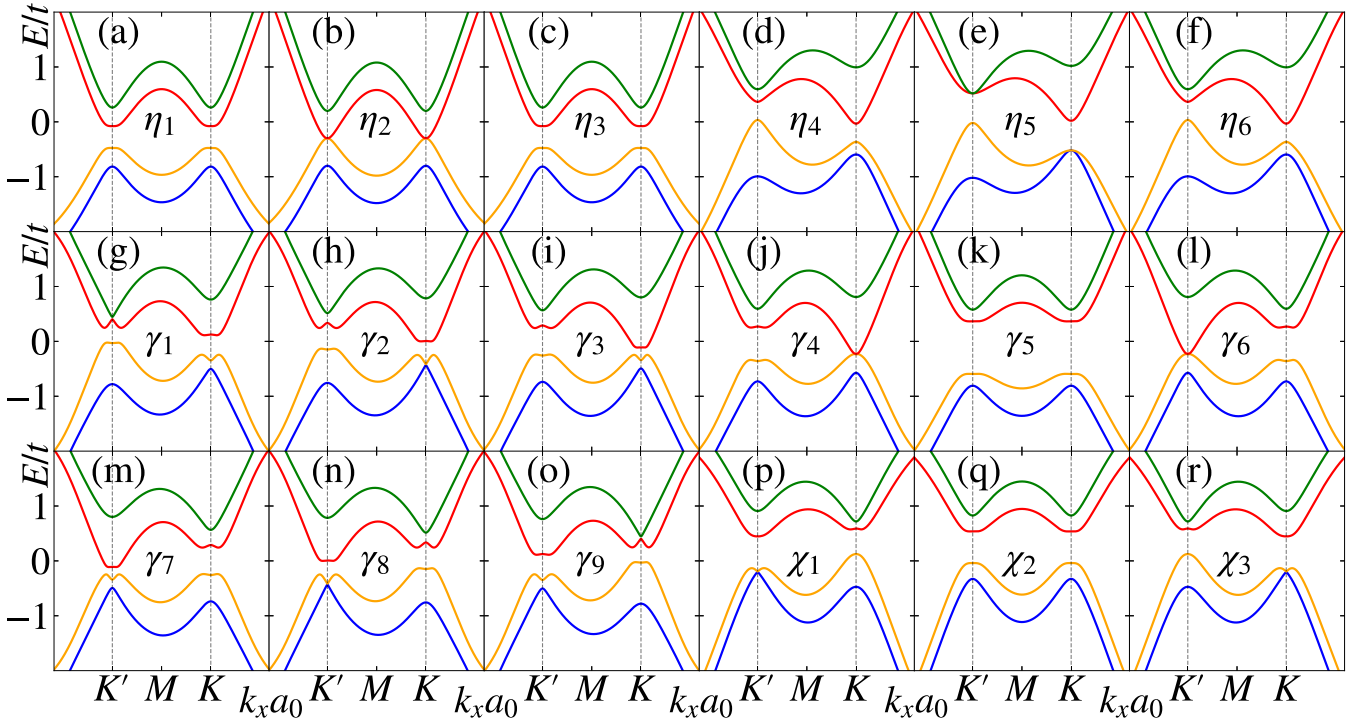 E/t (a) (b) (c) (d) (e) (f)
1
0 η1 η2 η3 η4 η5 η6
−1
E/t (g) (h) (i) (j) (k) (l)
1
0 γ1 γ2 γ3 γ4 γ5 γ6
−1
E/t (m) (n) (o) (p) (q) (r)
1
0 γ7 γ8 γ9 χ1 χ2 χ3
−1
K′ M K kxa0 K′ M K kxa0 K′ M K kxa0 K′ M K kxa0 K′ M K kxa0 K′ M K